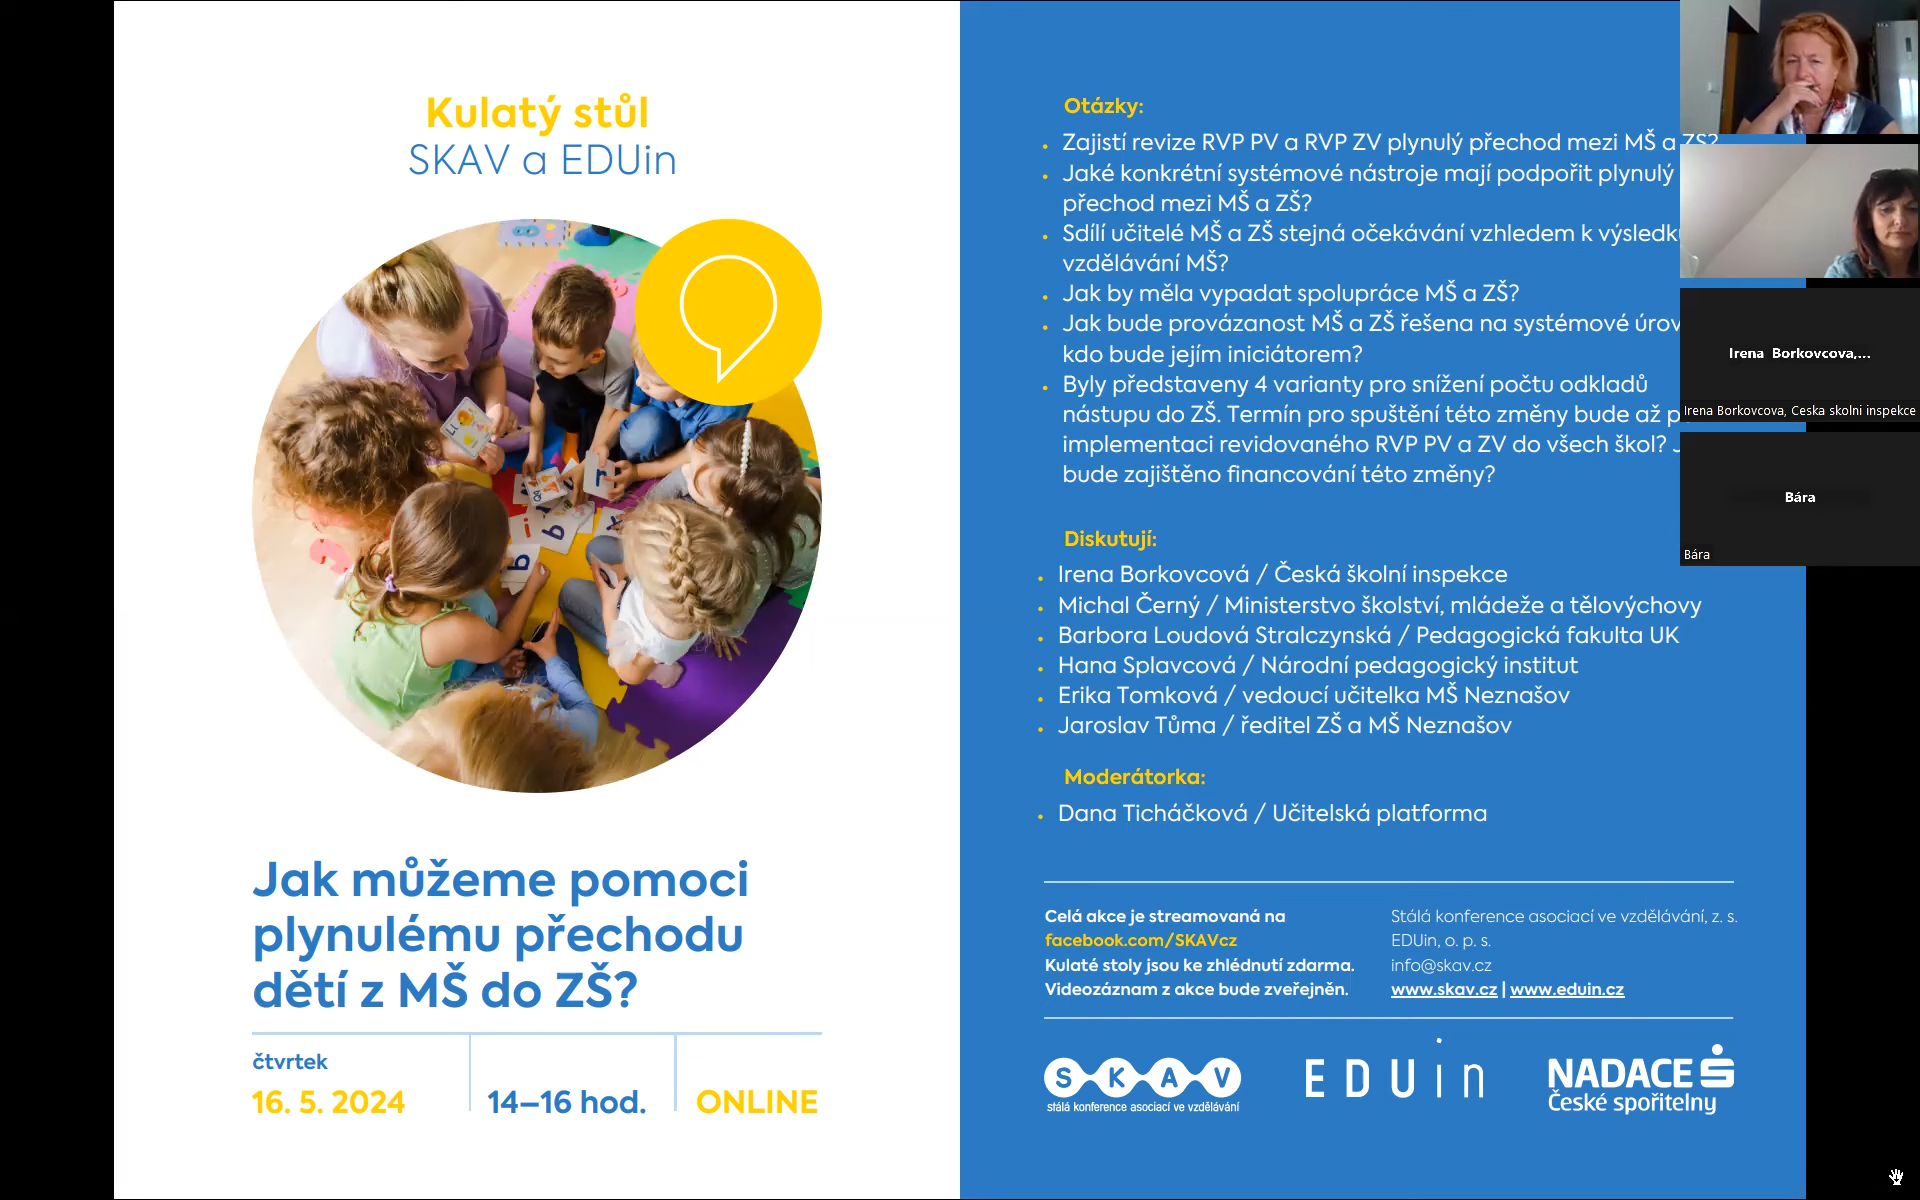 Kulatý stůl
SKAV a EDUin
Jak můžeme pomoci
plynulému přechodu
dětí z MŠ do ZŠ?
čtvrtek
16. 5. 2024
14–16 hod.
ONLINE
Otázky:
Zajistí revize RVP PV a RVP ZV plynulý přechod mezi MŠ a ZŠ?
Jaké konkrétní systémové nástroje mají podpořit plynulý
přechod mezi MŠ a ZŠ?
Sdílí učitelé MŠ a ZŠ stejná očekávání vzhledem k
vzdělávání MŠ?
Jak by měla vypadat spolupráce MŠ a ZŠ?
Jak bude provázanost MŠ a ZŠ řešena na systémové
kdo bude jejím iniciátorem?
Byly představeny 4 varianty pro snížení počtu odkladů
nástupu do ZŠ. Termín pro spuštění této změny bude až
implementaci revidovaného RVP PV a ZV do všech škol?
bude zajištěno financování této změny?
Diskutují:
Irena Borkovcová / Česká školní inspekce
Michal Černý / Ministerstvo školství, mládeže a tělovýchovy
Barbora Loudová Stralczynská / Pedagogická fakulta UK
Hana Splavcová / Národní pedagogický institut
Erika Tomková / vedoucí učitelka MŠ Neznašov
Jaroslav Tůma / ředitel ZŠ a MŠ Neznašov
Moderátorka:
Dana Ticháčková / Učitelská platforma
Celá akce je streamovaná na
facebook.com/SKAVcz
Kulaté stoly jsou ke zhlédnutí zdarma.
Videozáznam z akce bude zveřejněn.
Stálá konference asociací ve vzdělávání, z. s.
EDUin, o. p. s.
info@skav.cz
www.skav.cz | www.eduin.cz
SKAV
stálá konference asociací ve vzdělávání
EDUin
NADACE
České spořitelny
Irena Borkovcova,...
Irena Borkovcova, Ceska skolni inspekce
Bára
Bára